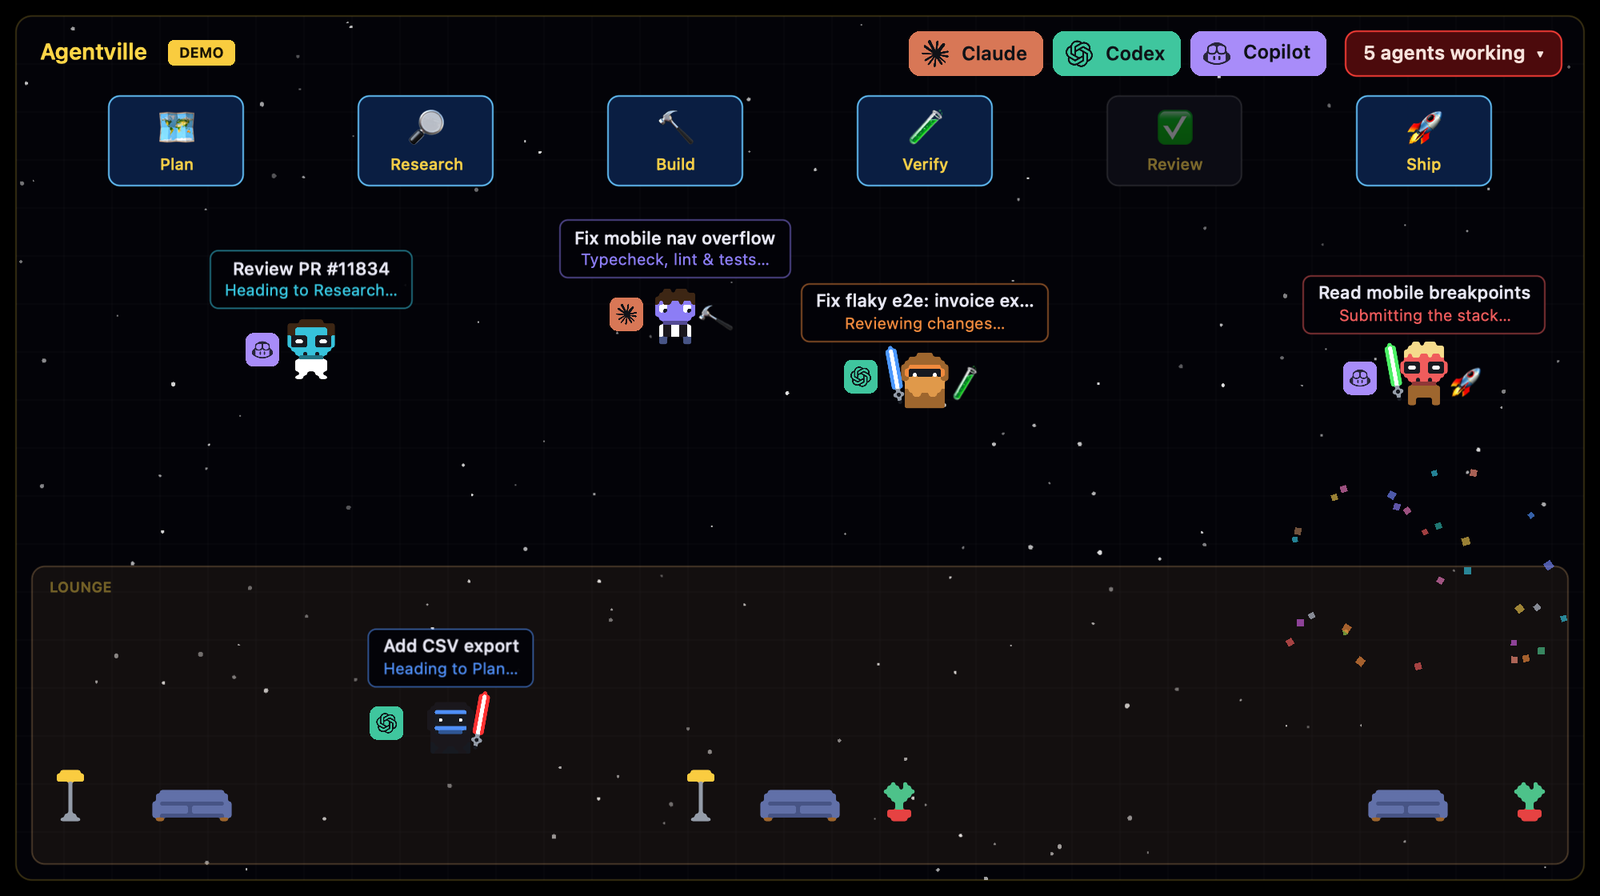 Agentville
DEMO
Claude
Codex
Copilot
5 agents working
Plan
Research
Build
Verify
Review
Ship
Fix mobile nav overflow
Typecheck, lint & tests...
Review PR #11834
Heading to Research...
Fix flaky e2e: invoice ex...
Reviewing changes...
Read mobile breakpoints
Submitting the stack...
LOUNGE
Add CSV export
Heading to Plan...